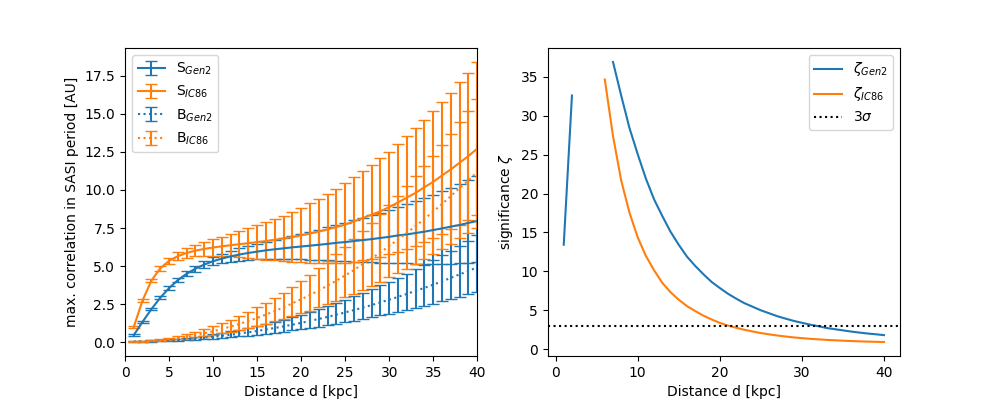 max. correlation in SASI period [AU]
17.5
15.0
12.5
10.0
7.5
5.0
2.5
0.0
S_Gen2
S_IC86
B_Gen2
B_IC86
0 5 10 15 20 25 30 35 40
Distance d [kpc]
significance ζ
35
30
25
20
15
10
5
0
ζ_Gen2
ζ_IC86
3σ
0 10 20 30 40
Distance d [kpc]